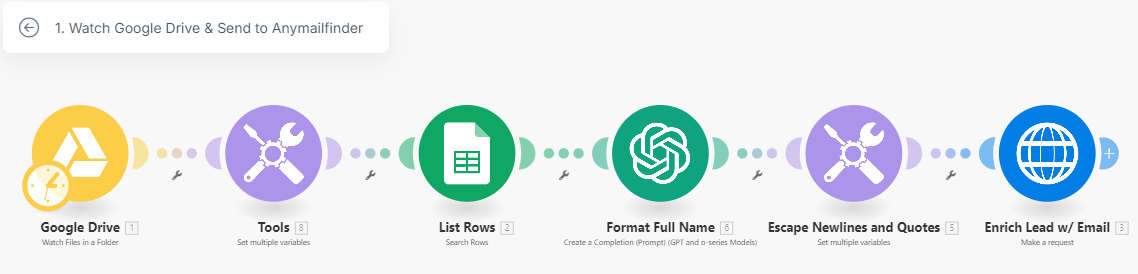 1. Watch Google Drive & Send to Anymailfinder
Google Drive 1
Watch Files in a Folder
Tools 8
Set multiple variables
List Rows 2
Search Rows
Format Full Name 6
Create a Completion (Prompt) (GPT and o-series Models)
Escape Newlines and Quotes 5
Set multiple variables
Enrich Lead w/ Email 3
Make a request